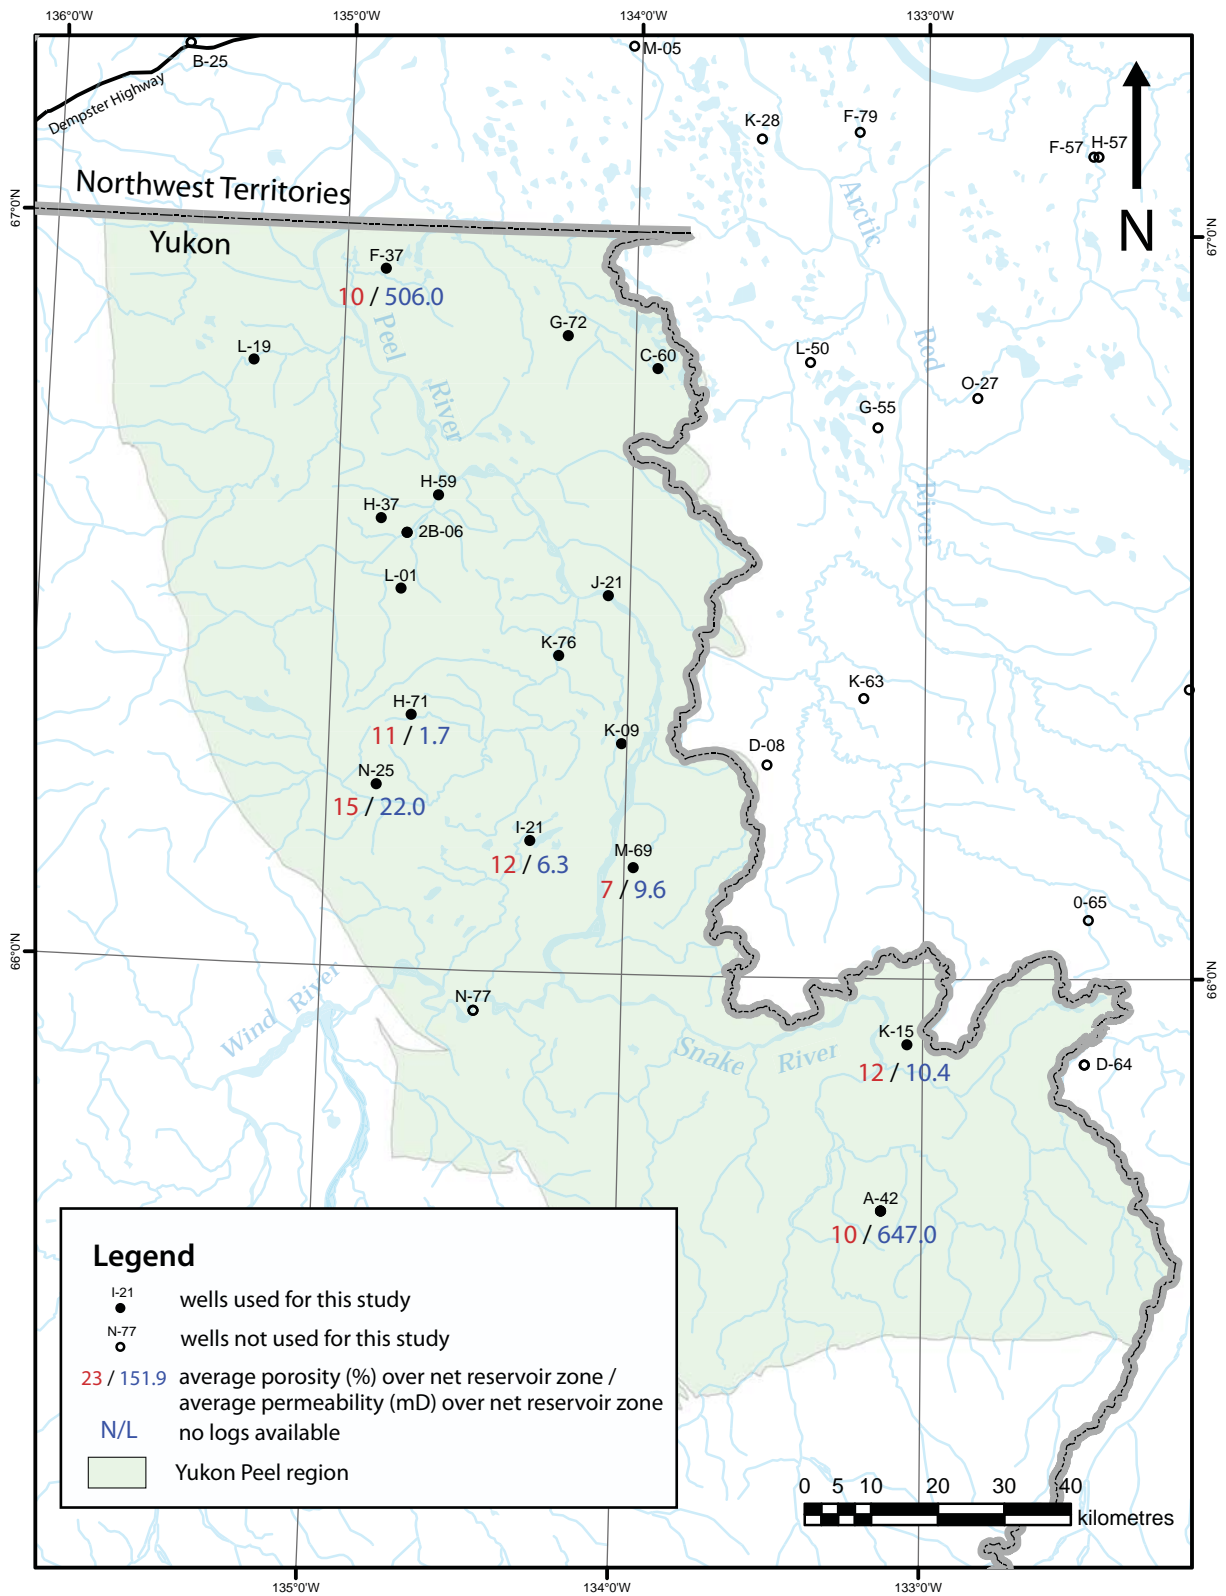 136°0'W
135°0'W
134°0'W
133°0'W
B-25
M-05
Dempster Highway
K-28
F-79
F-57
H-57
Northwest Territories
Arctic
67°0'N
67°0'N
N
Yukon
F-37
10 / 506.0
Peel
G-72
L-19
C-60
L-50
Red
O-27
River
G-55
H-59
H-37
2B-06
River
L-01
J-21
K-76
K-63
H-71
11 / 1.7
K-09
D-08
N-25
15 / 22.0
I-21
12 / 6.3
M-69
7 / 9.6
0-65
66°0'N
66°0'N
Wind River
N-77
Snake River
K-15
12 / 10.4
D-64
A-42
10 / 647.0
Legend
I-21
wells used for this study
N-77
wells not used for this study
23 / 151.9 average porosity (%) over net reservoir zone /
average permeability (mD) over net reservoir zone
N/L no logs available
Yukon Peel region
0 5 10 20 30 40
kilometres
135°0'W
134°0'W
133°0'W